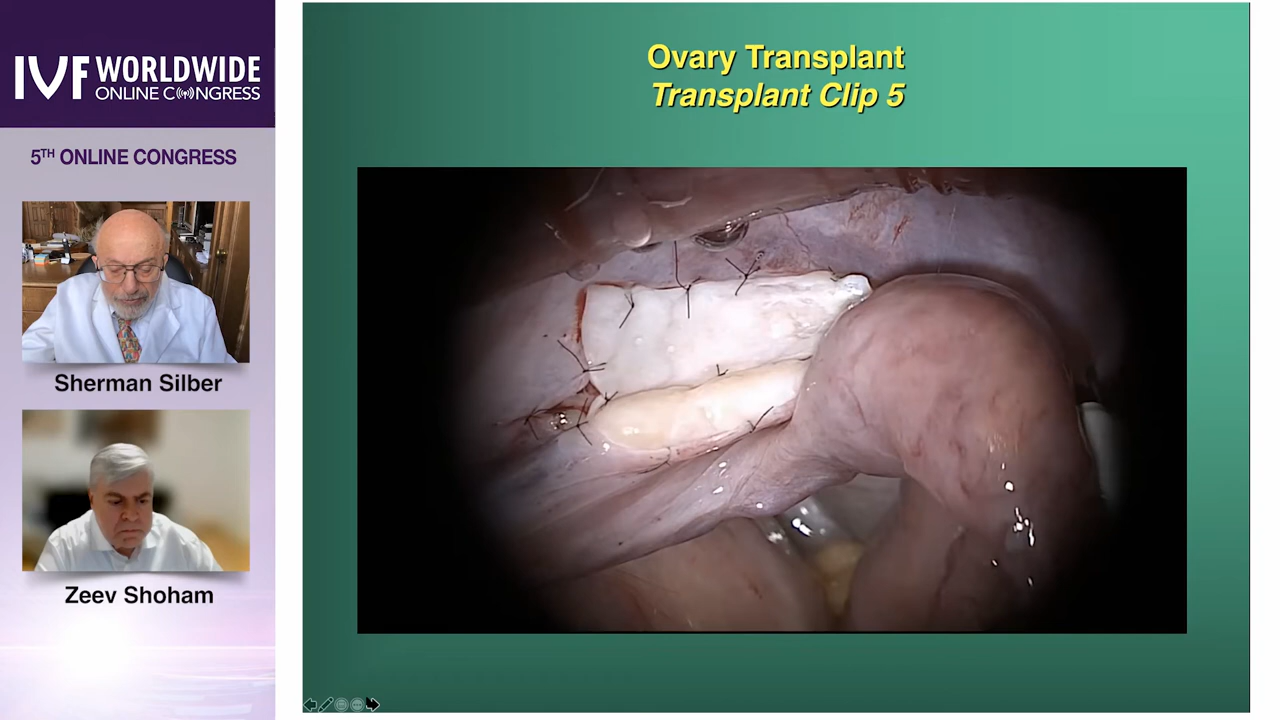 IVF WORLDWIDE
ONLINE CONGRESS
5TH ONLINE CONGRESS
Sherman Silber
Zeev Shoham
Ovary Transplant
Transplant Clip 5